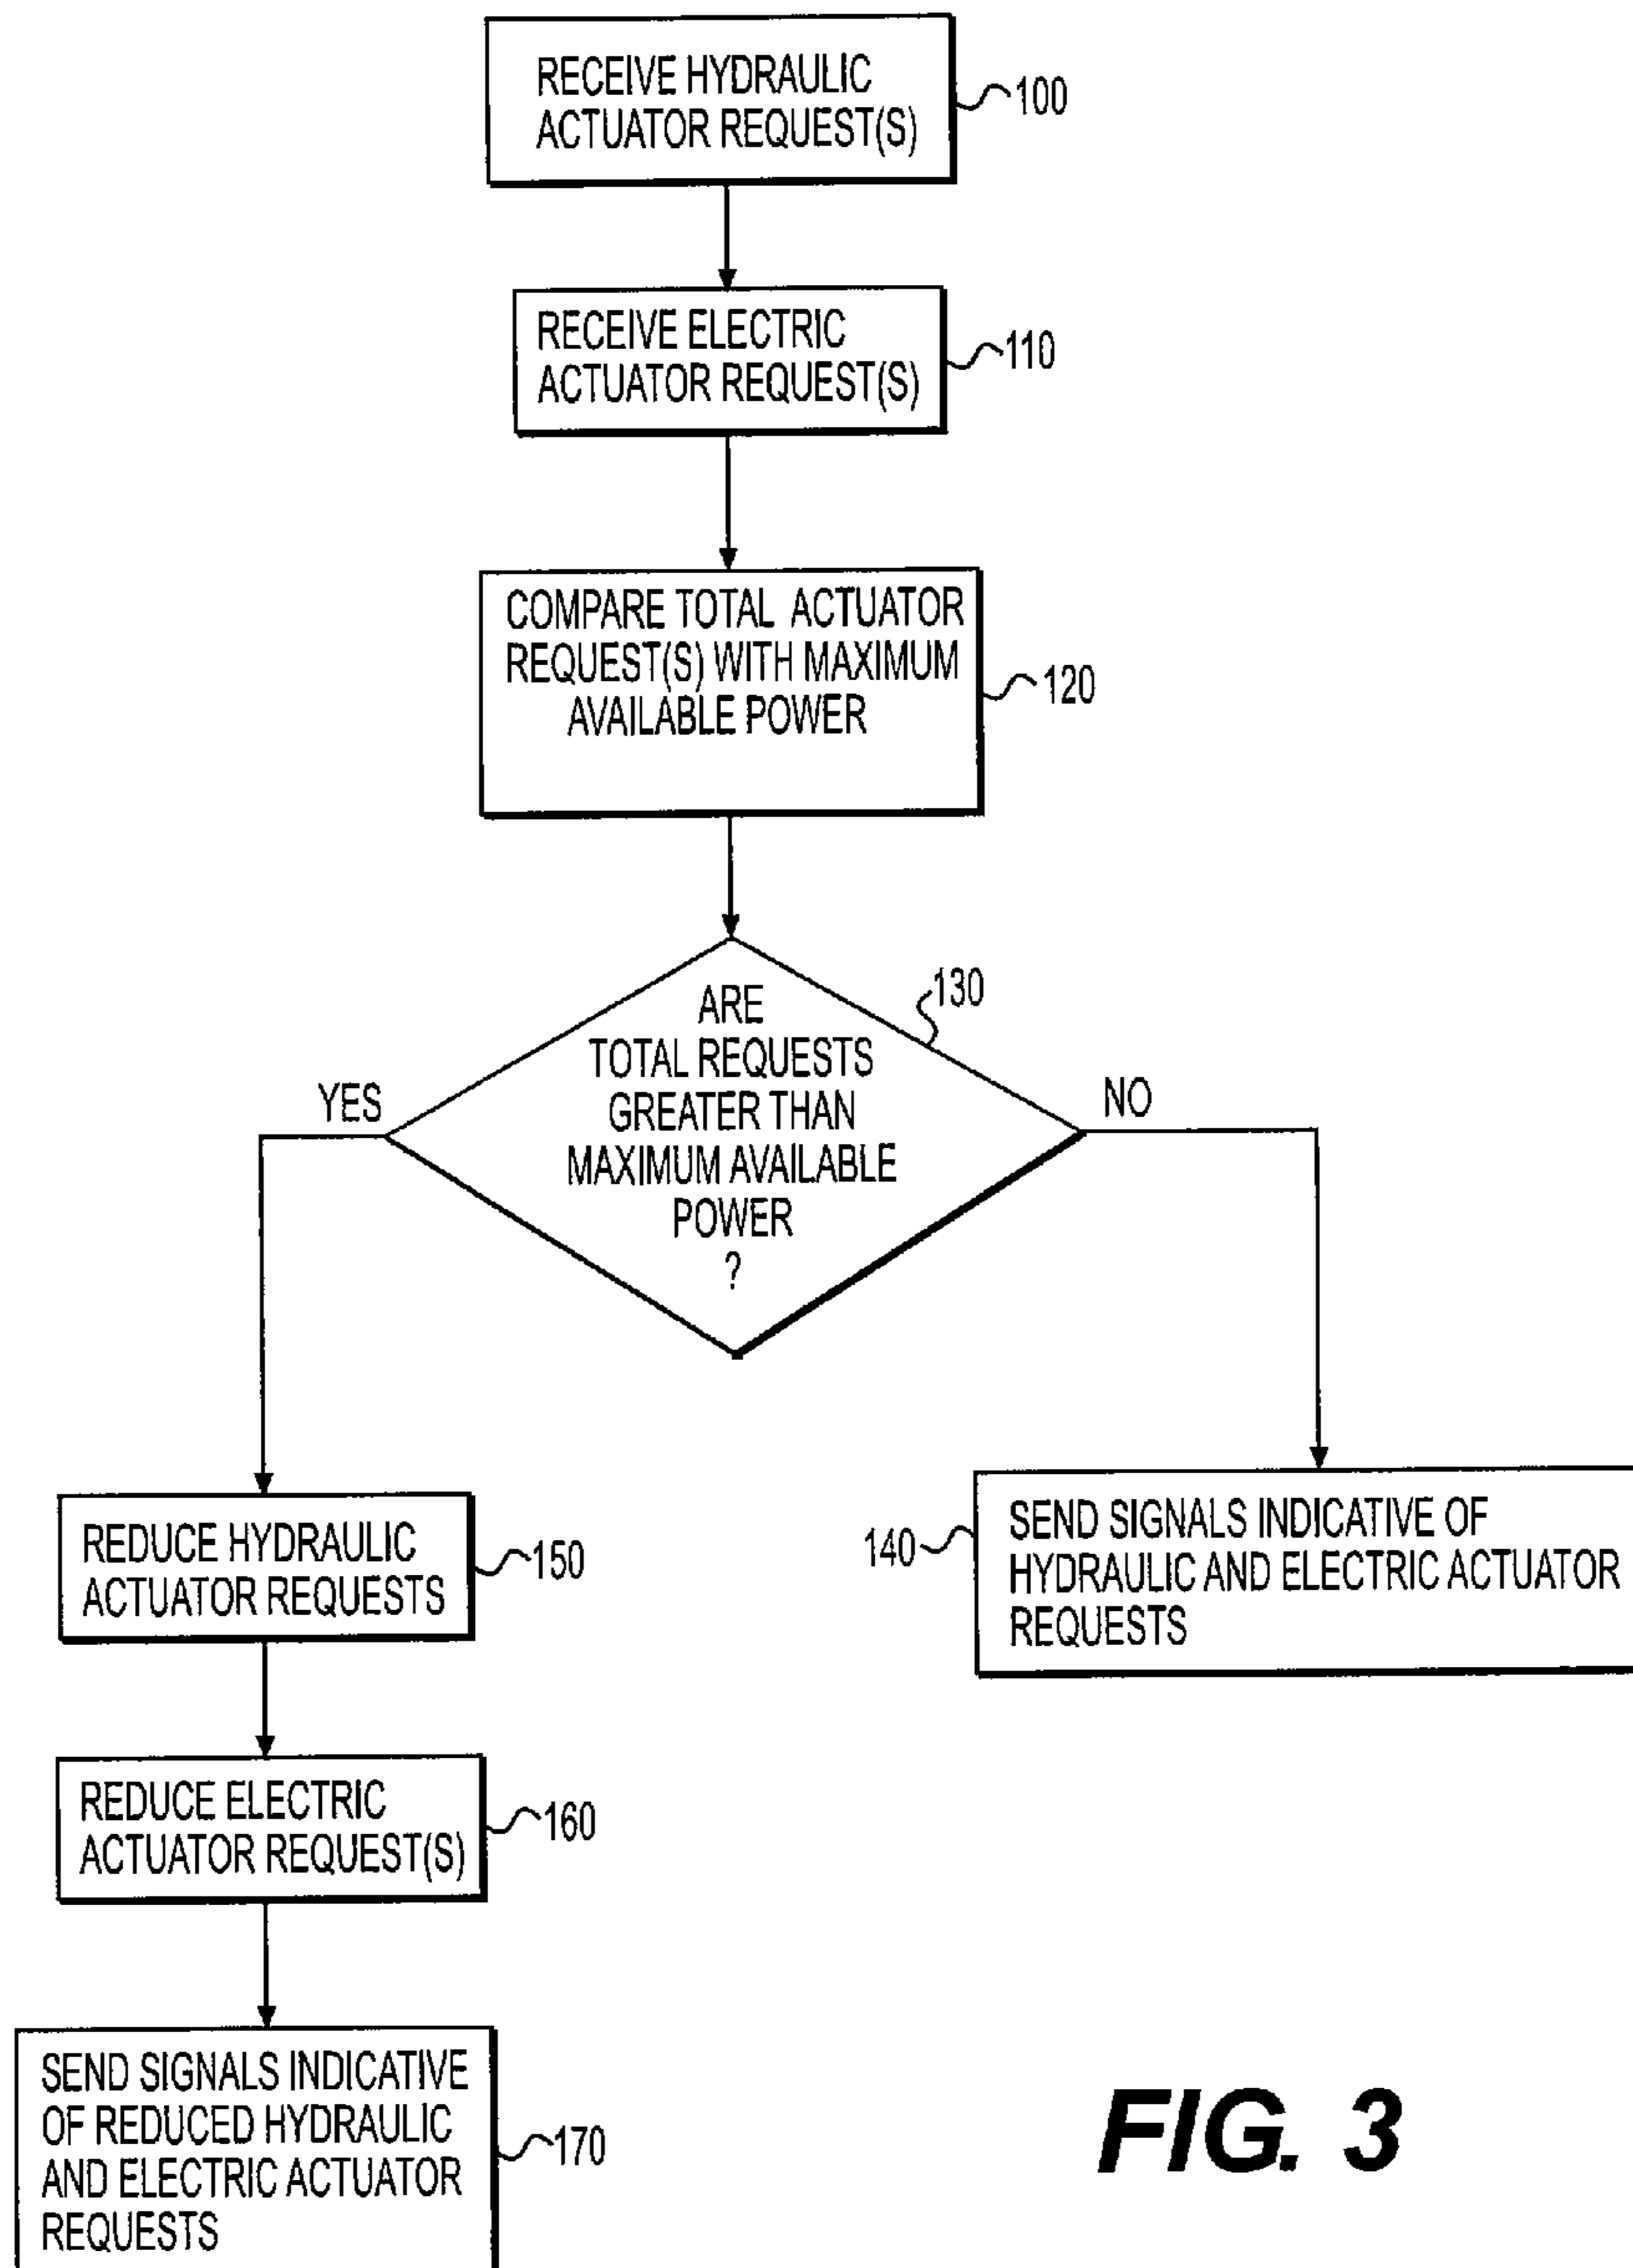 RECEIVE HYDRAULIC
ACTUATOR REQUEST(S)
100
RECEIVE ELECTRIC
ACTUATOR REQUEST(S)
110
COMPARE TOTAL ACTUATOR
REQUEST(S) WITH MAXIMUM
AVAILABLE POWER
120
130
ARE
TOTAL REQUESTS
GREATER THAN
MAXIMUM AVAILABLE
POWER
?
YES
NO
REDUCE HYDRAULIC
ACTUATOR REQUESTS
150
140
SEND SIGNALS INDICATIVE OF
HYDRAULIC AND ELECTRIC ACTUATOR
REQUESTS
REDUCE ELECTRIC
ACTUATOR REQUEST(S)
160
SEND SIGNALS INDICATIVE
OF REDUCED HYDRAULIC
AND ELECTRIC ACTUATOR
REQUESTS
170
FIG. 3